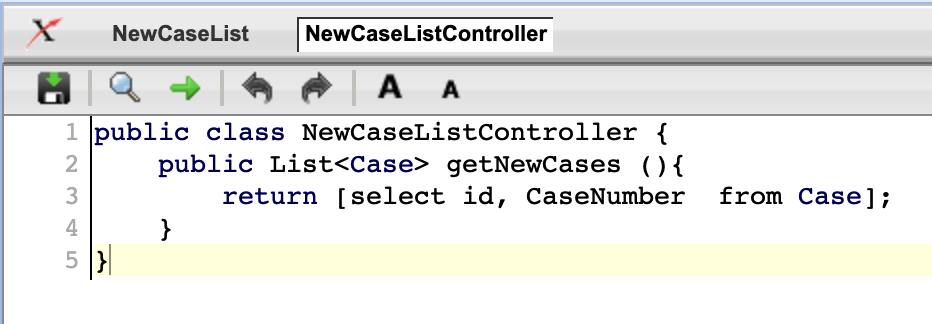 NewCaseList NewCaseListController
A A
1 public class NewCaseListController {
2     public List<Case> getNewCases (){
3         return [select id, CaseNumber  from Case];
4     }
5 }